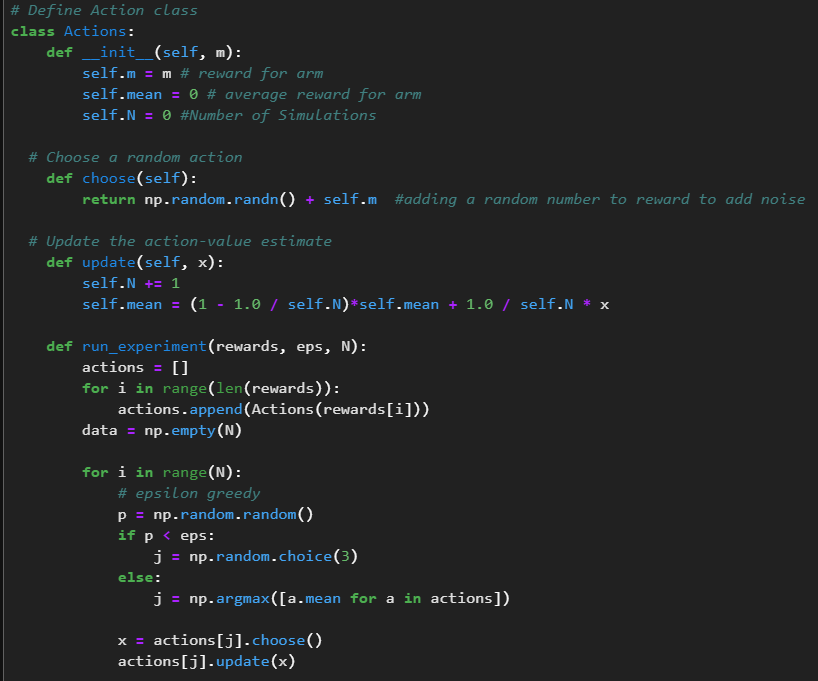 # Define Action class
class Actions:
    def __init__(self, m):
        self.m = m # reward for arm
        self.mean = 0 # average reward for arm
        self.N = 0 #Number of Simulations

  # Choose a random action
    def choose(self):
        return np.random.randn() + self.m  #adding a random number to reward to add noise

  # Update the action-value estimate
    def update(self, x):
        self.N += 1
        self.mean = (1 - 1.0 / self.N)*self.mean + 1.0 / self.N * x

    def run_experiment(rewards, eps, N):
        actions = []
        for i in range(len(rewards)):
            actions.append(Actions(rewards[i]))
        data = np.empty(N)

        for i in range(N):
            # epsilon greedy
            p = np.random.random()
            if p < eps:
                j = np.random.choice(3)
            else:
                j = np.argmax([a.mean for a in actions])

            x = actions[j].choose()
            actions[j].update(x)